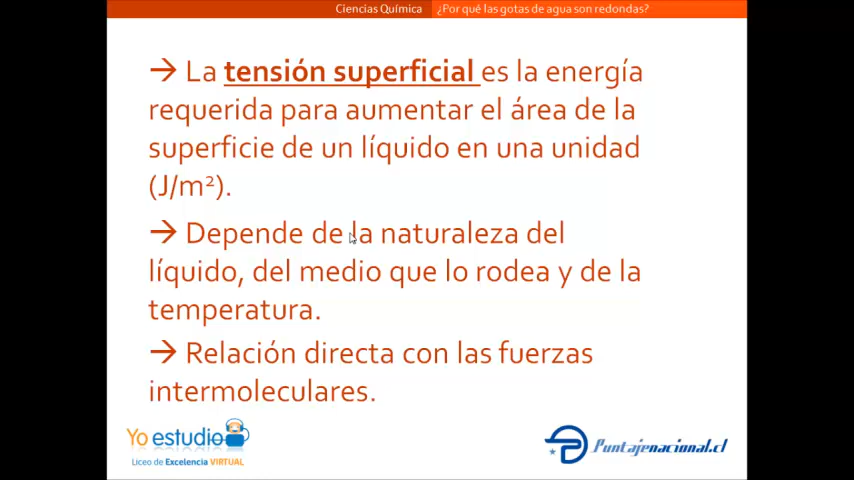 Ciencias Química ¿Por qué las gotas de agua son redondas?
→ La tensión superficial es la energía
requerida para aumentar el área de la
superficie de un líquido en una unidad
(J/m²).
→ Depende de la naturaleza del
líquido, del medio que lo rodea y de la
temperatura.
→ Relación directa con las fuerzas
intermoleculares.
Yo estudio
Liceo de Excelencia VIRTUAL
Puntajenacional.cl